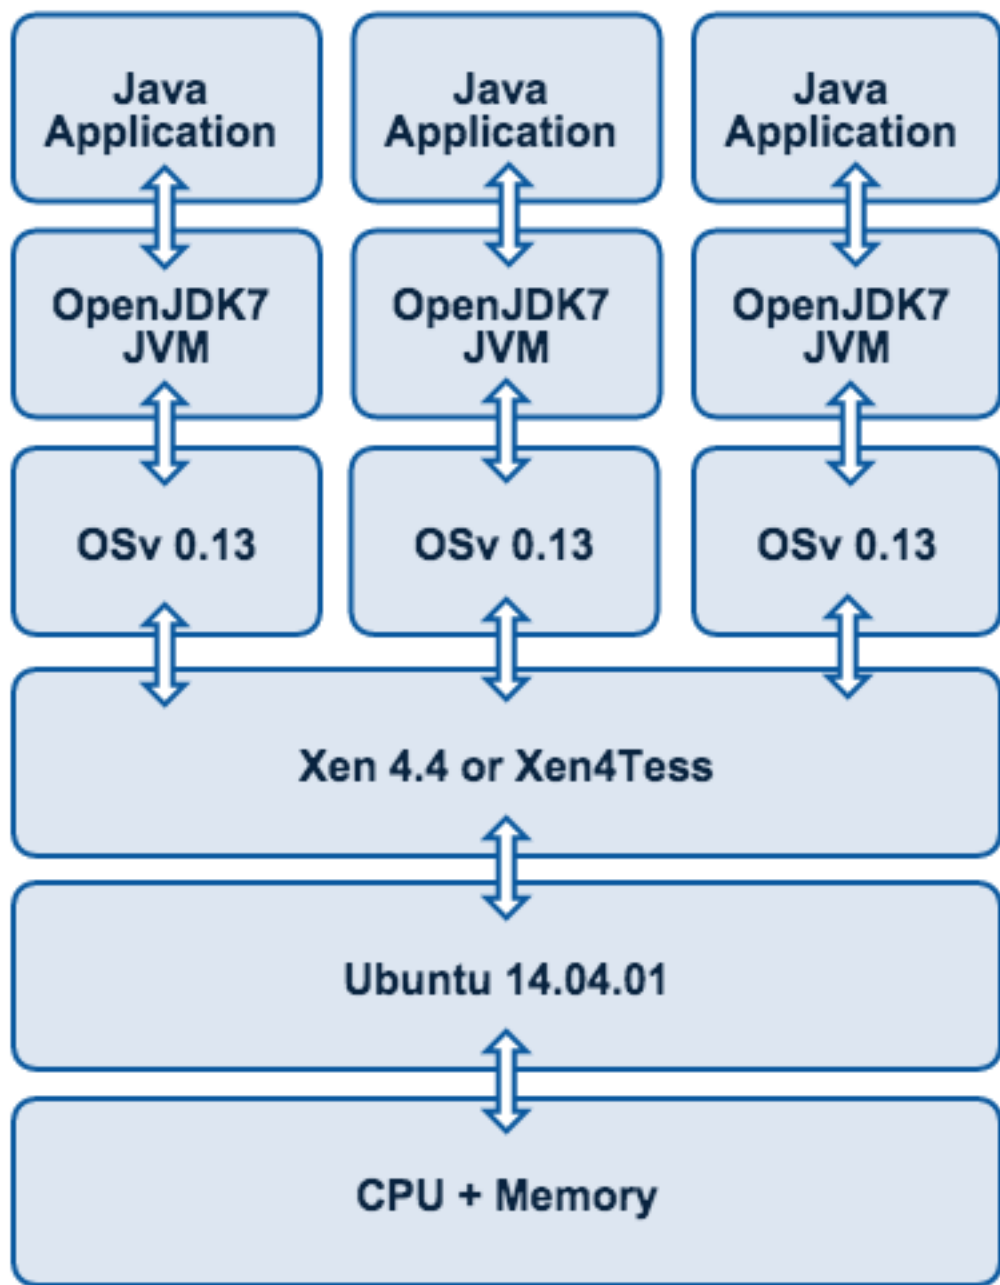 Java
Application
Java
Application
Java
Application
OpenJDK7
JVM
OpenJDK7
JVM
OpenJDK7
JVM
OSv 0.13
OSv 0.13
OSv 0.13
Xen 4.4 or Xen4Tess
Ubuntu 14.04.01
CPU + Memory